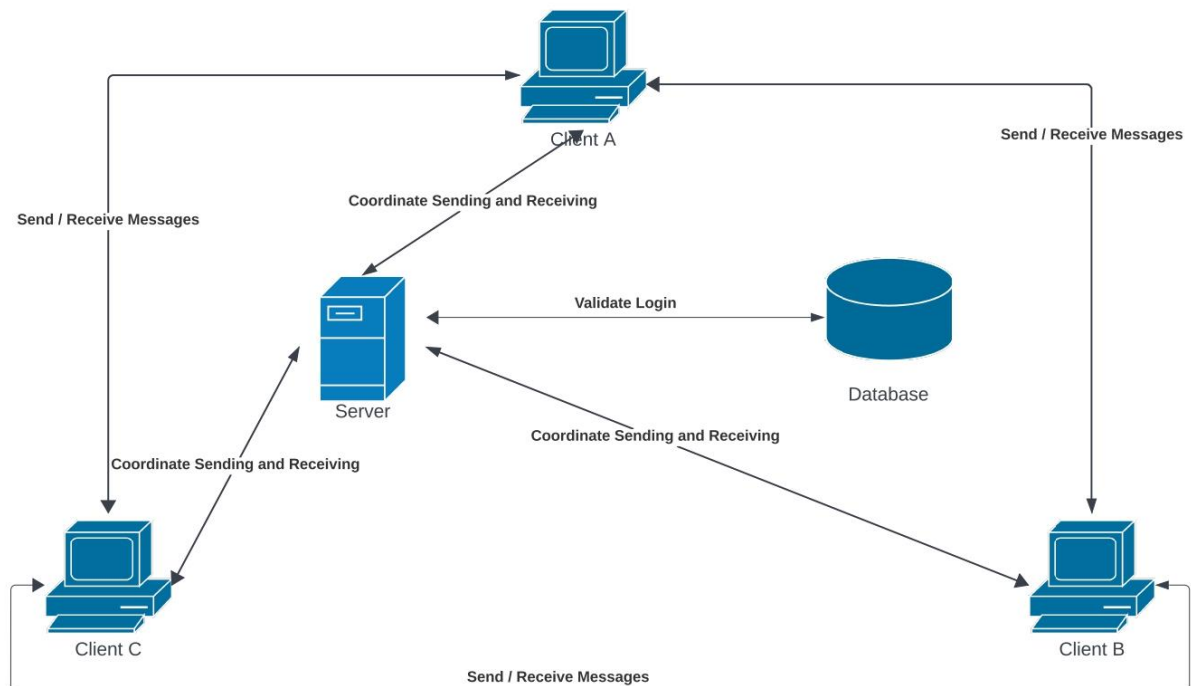 Client A
Send / Receive Messages
Coordinate Sending and Receiving
Send / Receive Messages
Validate Login
Database
Server
Coordinate Sending and Receiving
Coordinate Sending and Receiving
Client C
Client B
Send / Receive Messages